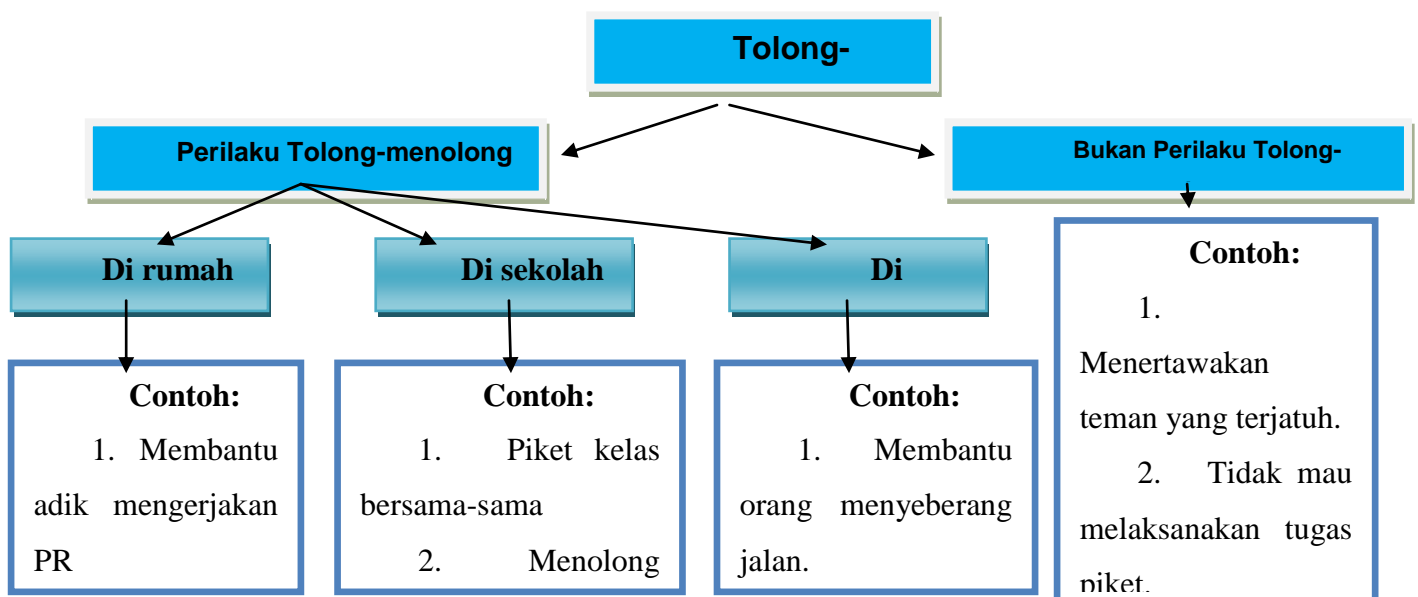 Tolong-
Perilaku Tolong-menolong
Bukan Perilaku Tolong-
Di rumah
Di sekolah
Di
Contoh:
1. Membantu
adik mengerjakan
PR
Contoh:
1. Piket kelas
bersama-sama
2. Menolong
Contoh:
1. Membantu
orang menyeberang
jalan.
Contoh:
1.
Menertawakan
teman yang terjatuh.
2. Tidak mau
melaksanakan tugas
piket.